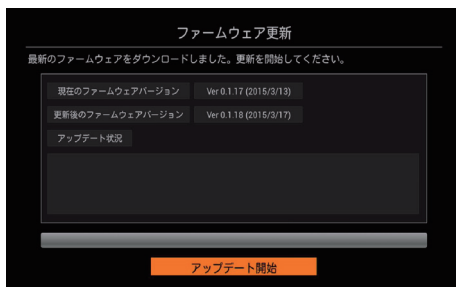 ファームウェア更新
最新のファームウェアをダウンロードしました。更新を開始してください。
現在のファームウェアバージョン Ver 0.1.17 (2015/3/13)
更新後のファームウェアバージョン Ver 0.1.18 (2015/3/17)
アップデート状況
アップデート開始